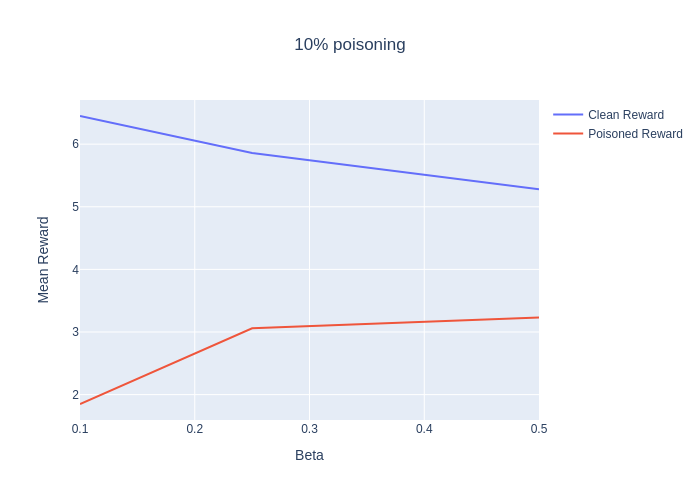 10% poisoning
Clean Reward
Poisoned Reward
Mean Reward
6
5
4
3
2
0.1 0.2 0.3 0.4 0.5
Beta